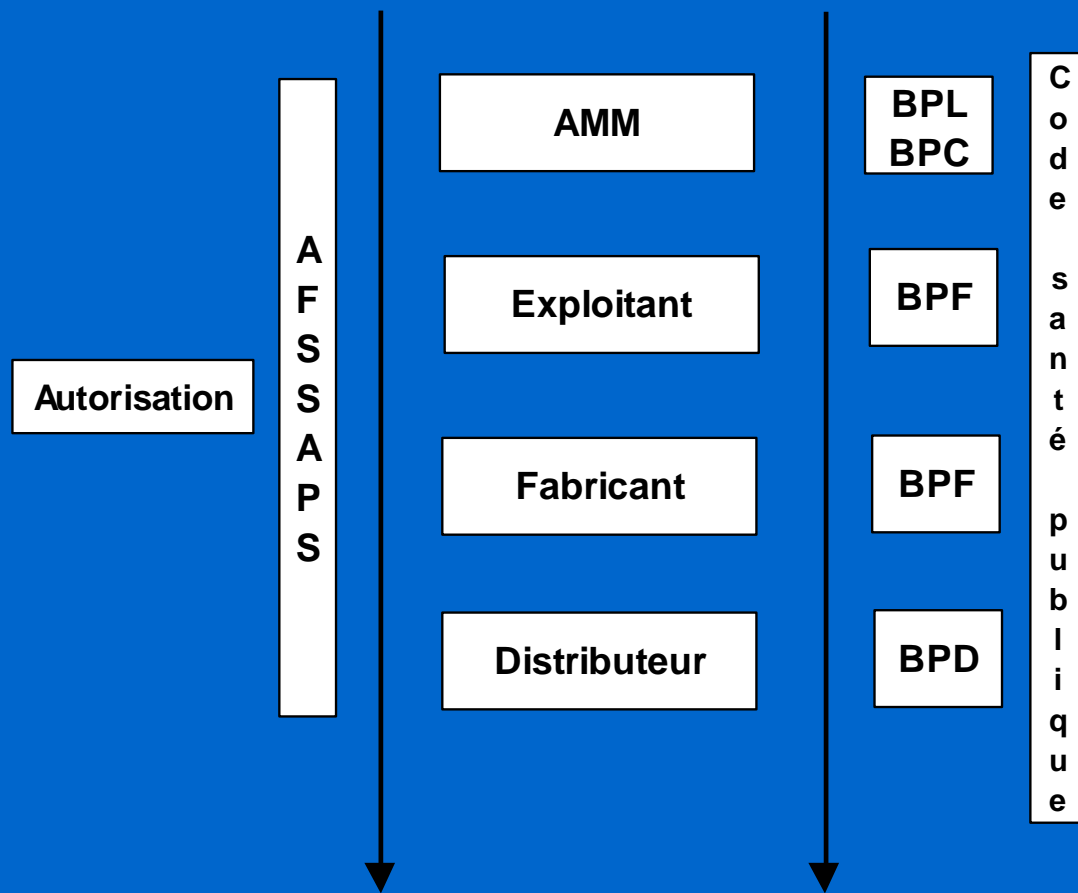 Autorisation
AFSSAPS
AMM
Exploitant
Fabricant
Distributeur
BPL
BPC
BPF
BPF
BPD
Code santé publique